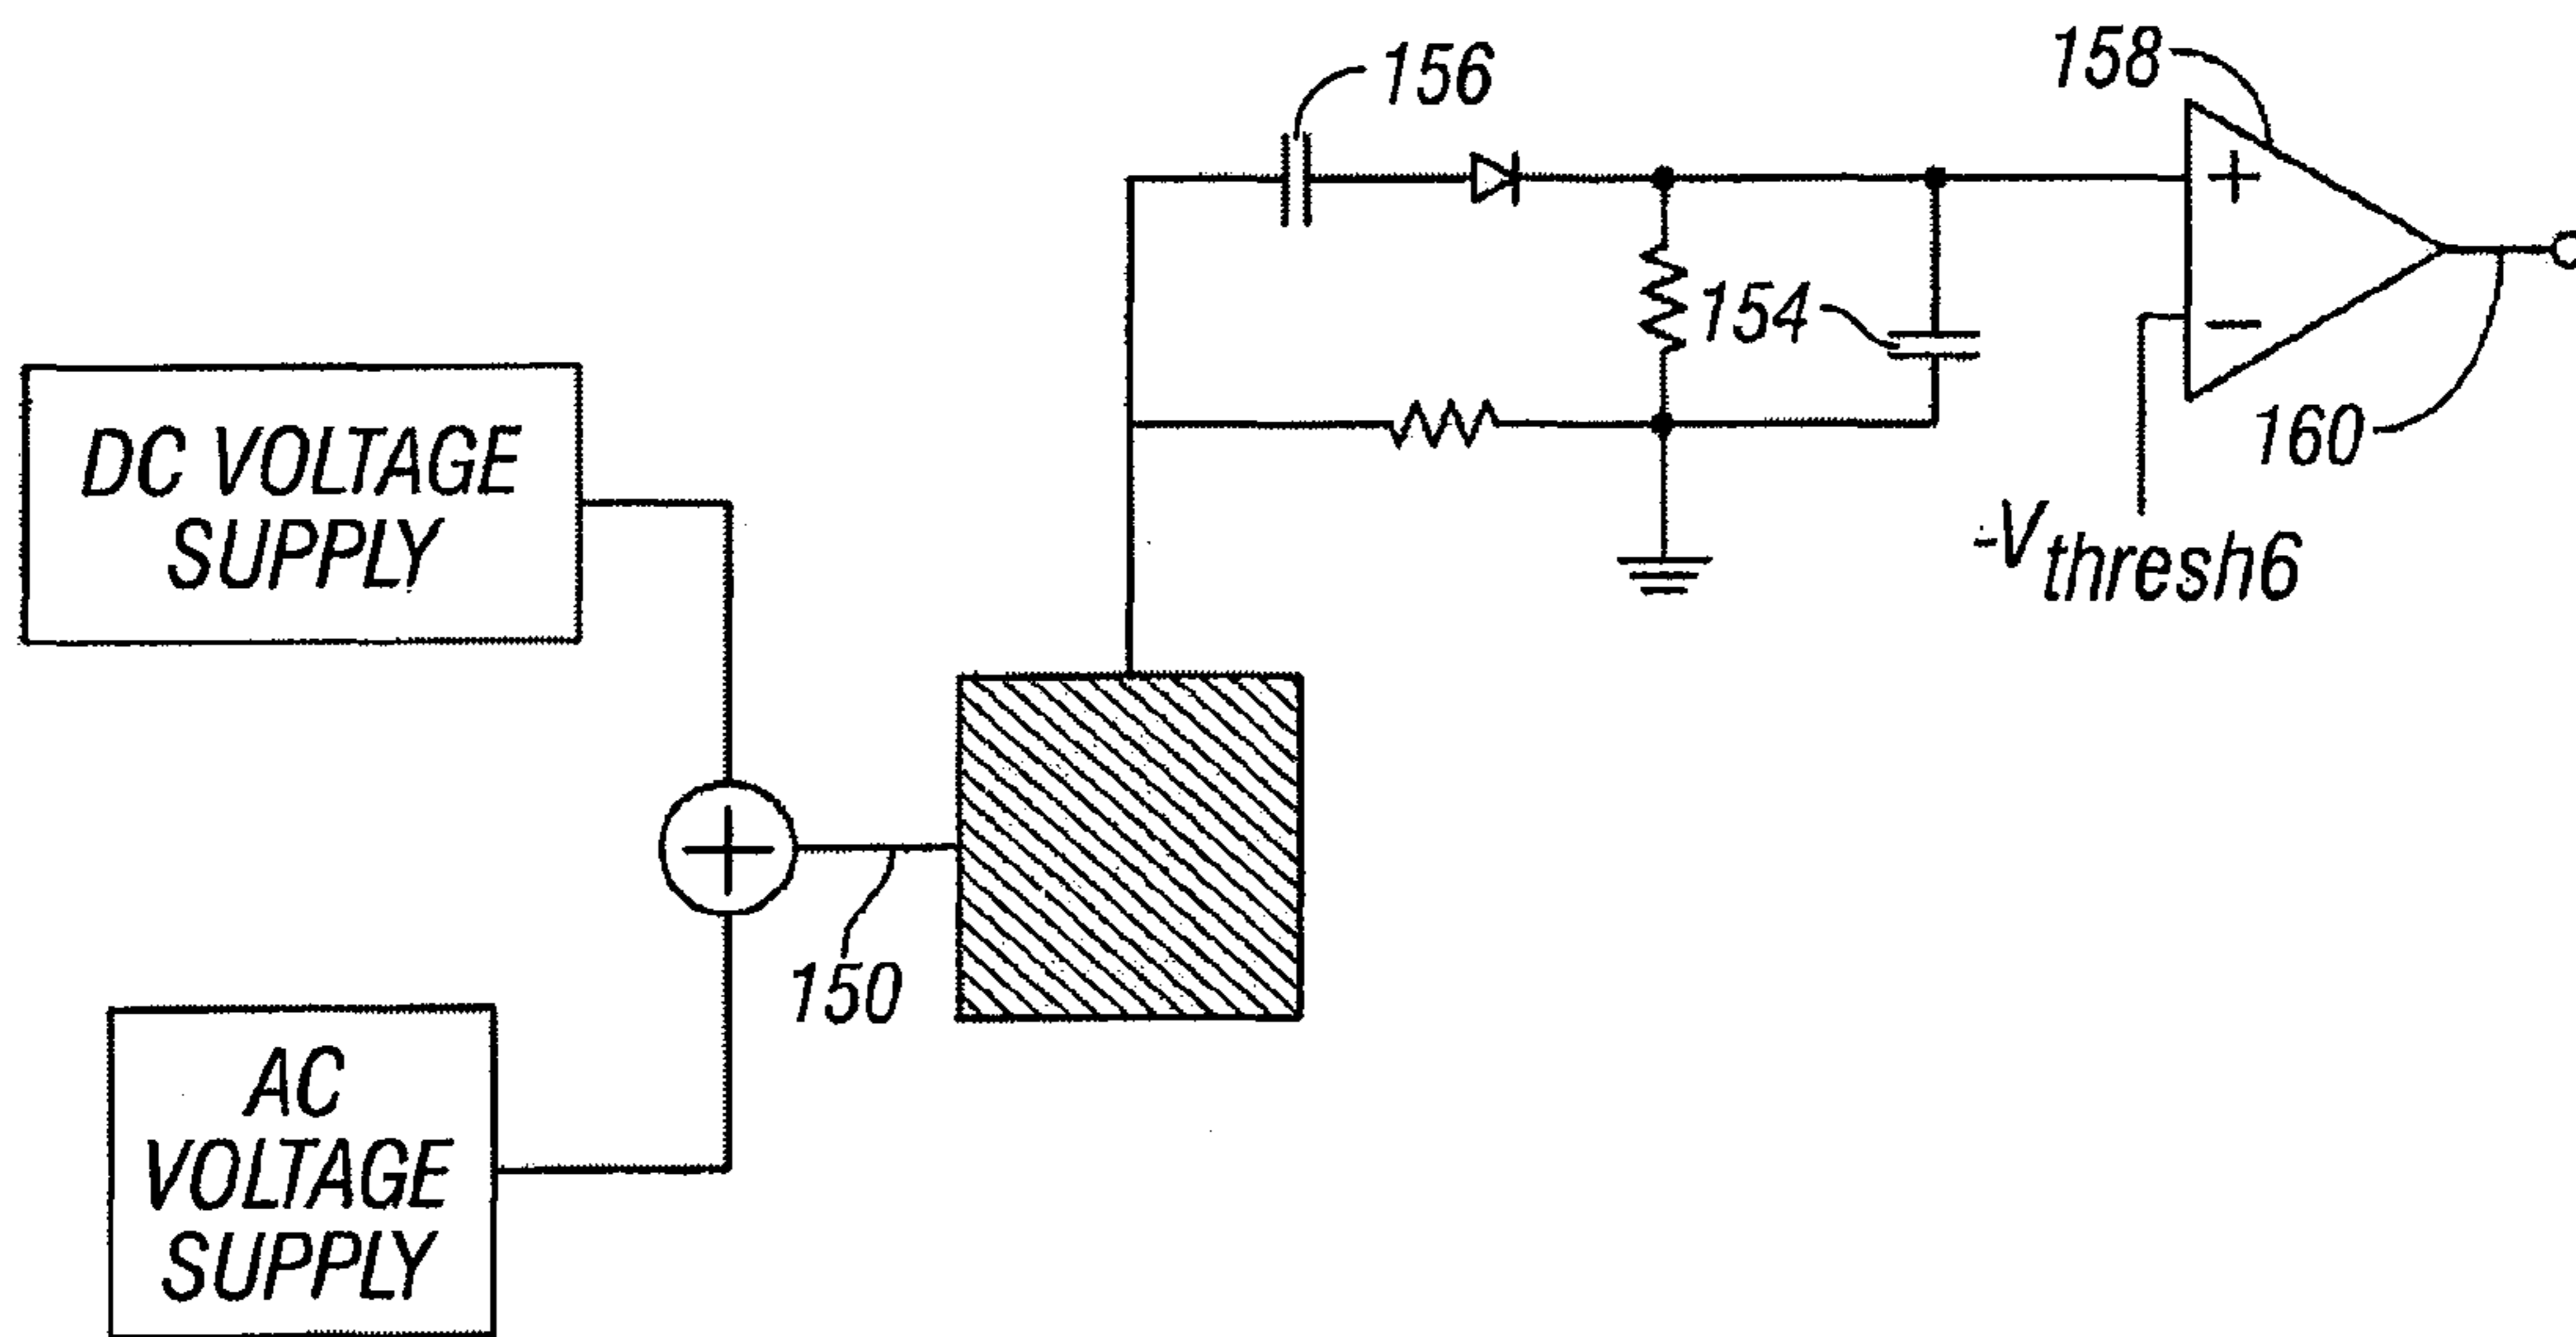 156
158
154
160
-Vthresh6
DC VOLTAGE
SUPPLY
150
AC
VOLTAGE
SUPPLY